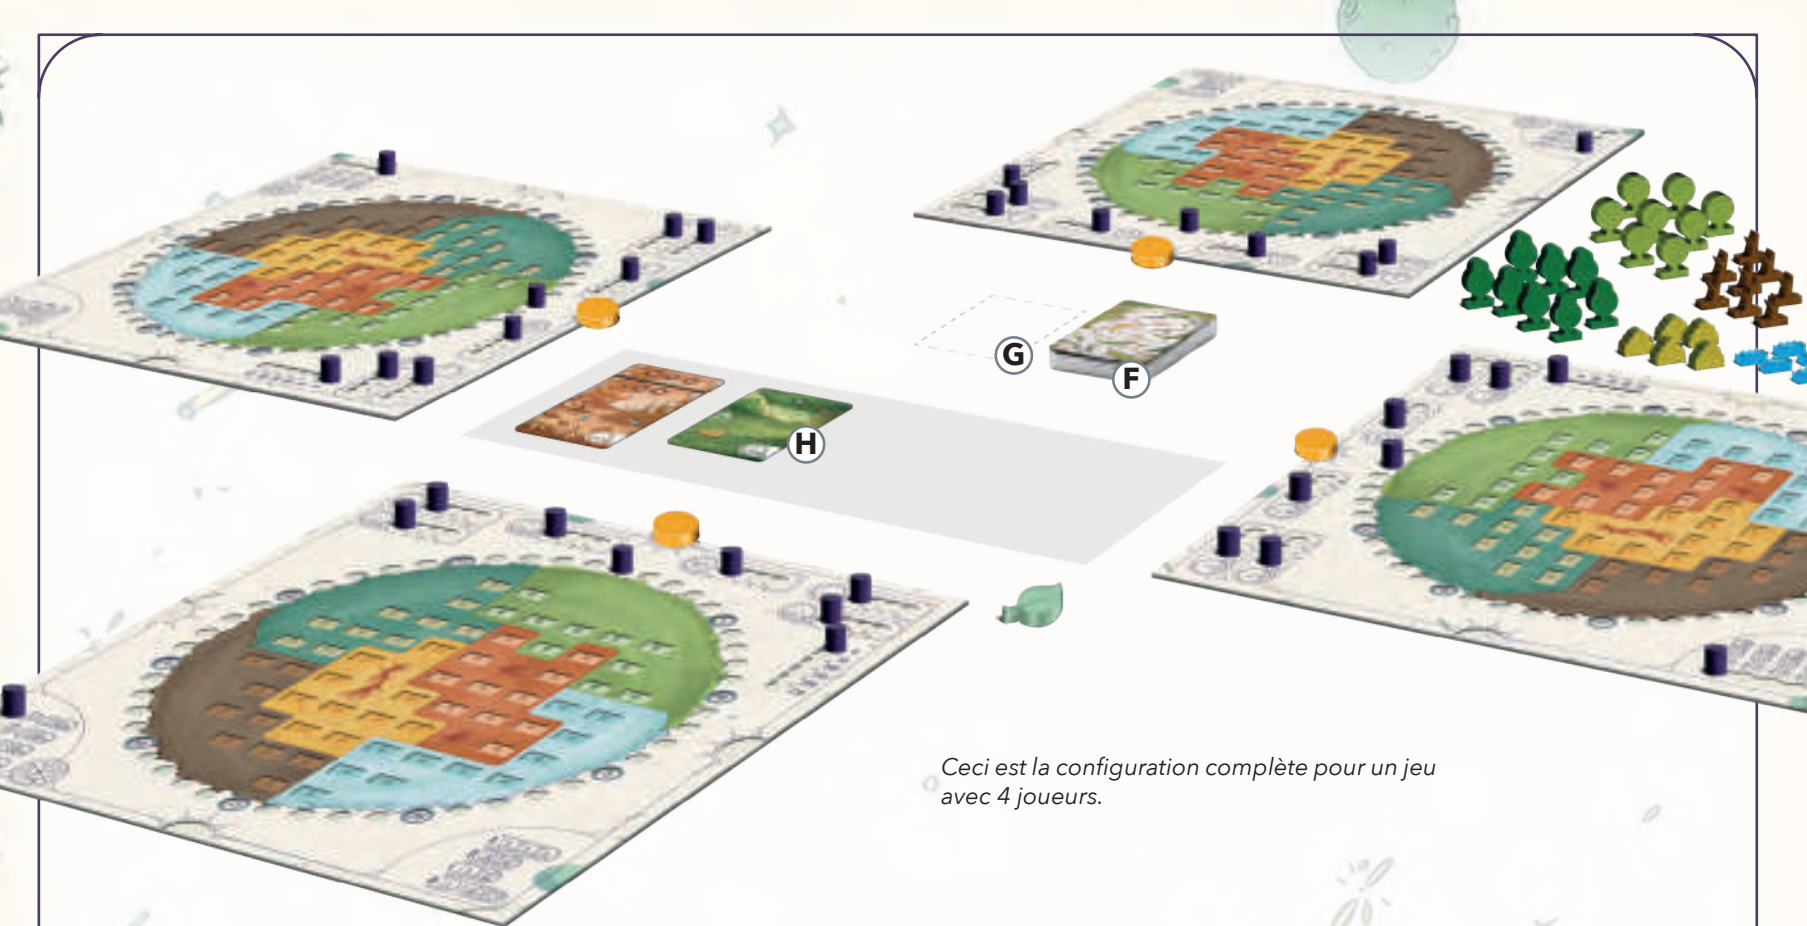 G
F
H
Ceci est la configuration complète pour un jeu
avec 4 joueurs.